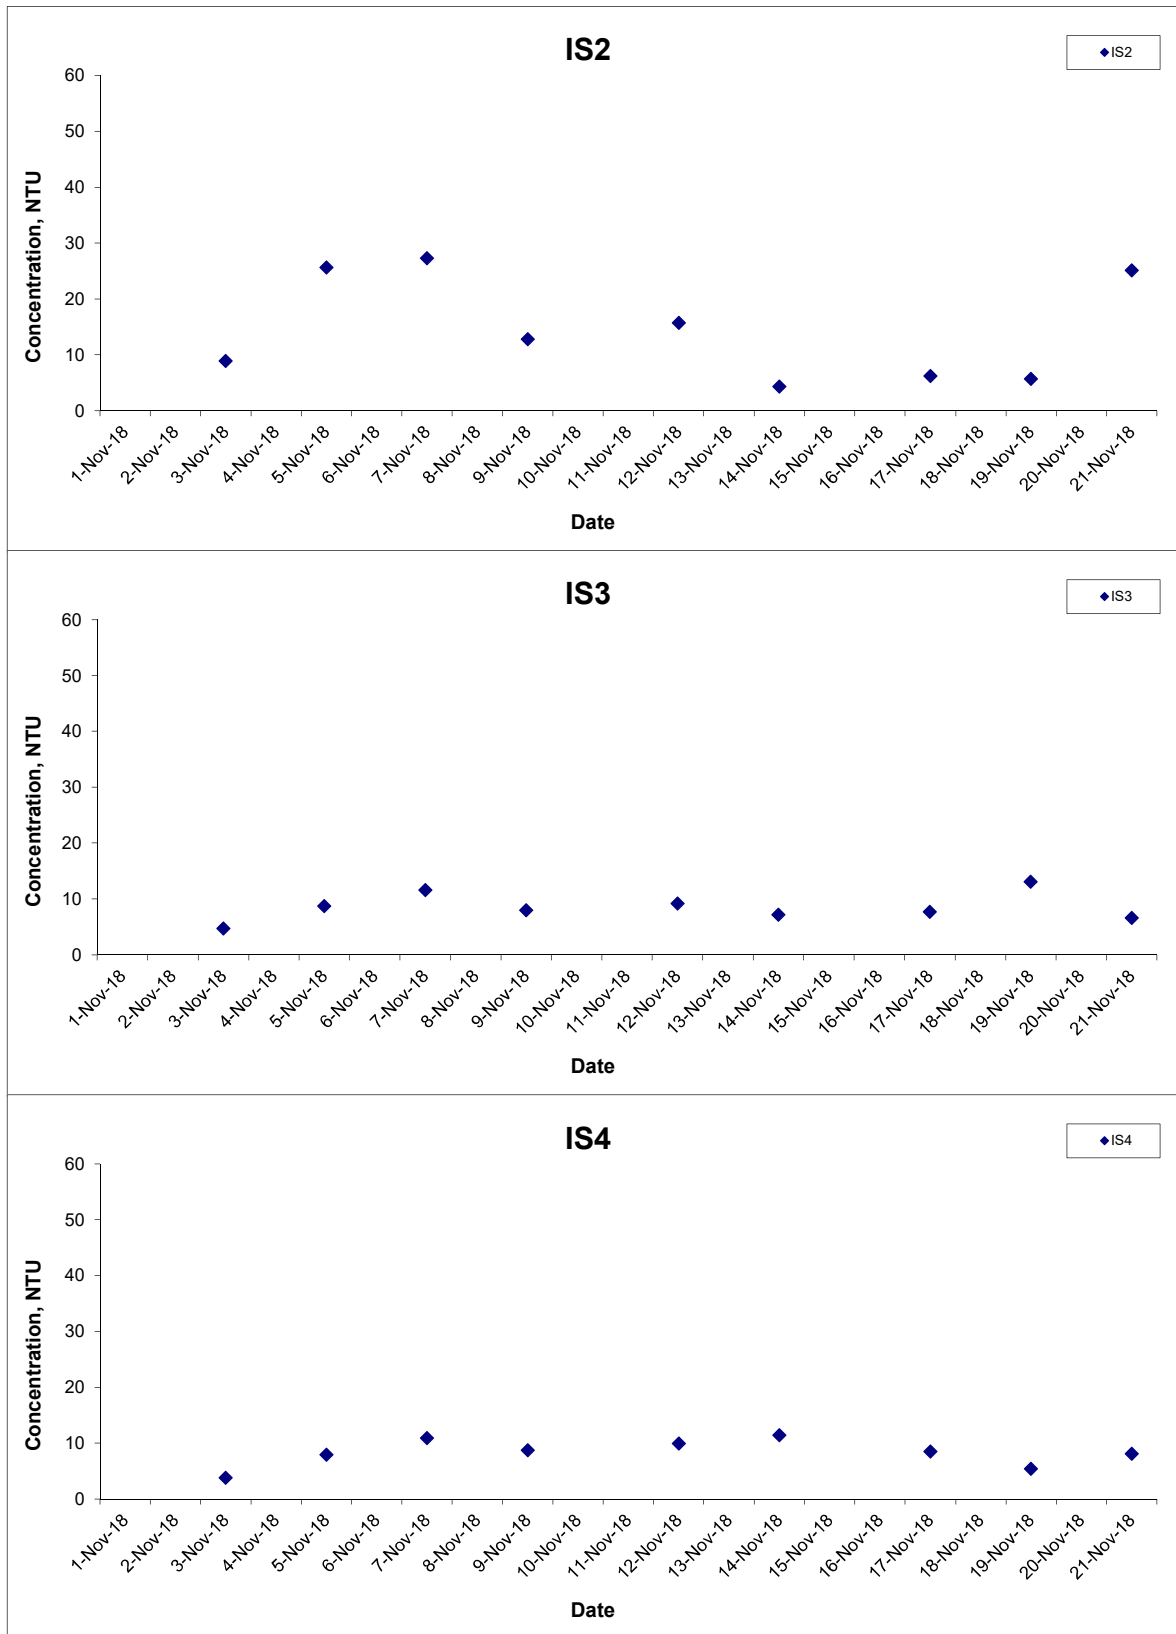 IS2
IS2
60
50
40
30
20
10
0
Concentration, NTU
1-Nov-18
2-Nov-18
3-Nov-18
4-Nov-18
5-Nov-18
6-Nov-18
7-Nov-18
8-Nov-18
9-Nov-18
10-Nov-18
11-Nov-18
12-Nov-18
13-Nov-18
14-Nov-18
15-Nov-18
16-Nov-18
17-Nov-18
18-Nov-18
19-Nov-18
20-Nov-18
21-Nov-18
Date
IS3
IS3
60
50
40
30
20
10
0
Concentration, NTU
1-Nov-18
2-Nov-18
3-Nov-18
4-Nov-18
5-Nov-18
6-Nov-18
7-Nov-18
8-Nov-18
9-Nov-18
10-Nov-18
11-Nov-18
12-Nov-18
13-Nov-18
14-Nov-18
15-Nov-18
16-Nov-18
17-Nov-18
18-Nov-18
19-Nov-18
20-Nov-18
21-Nov-18
Date
IS4
IS4
60
50
40
30
20
10
0
Concentration, NTU
1-Nov-18
2-Nov-18
3-Nov-18
4-Nov-18
5-Nov-18
6-Nov-18
7-Nov-18
8-Nov-18
9-Nov-18
10-Nov-18
11-Nov-18
12-Nov-18
13-Nov-18
14-Nov-18
15-Nov-18
16-Nov-18
17-Nov-18
18-Nov-18
19-Nov-18
20-Nov-18
21-Nov-18
Date